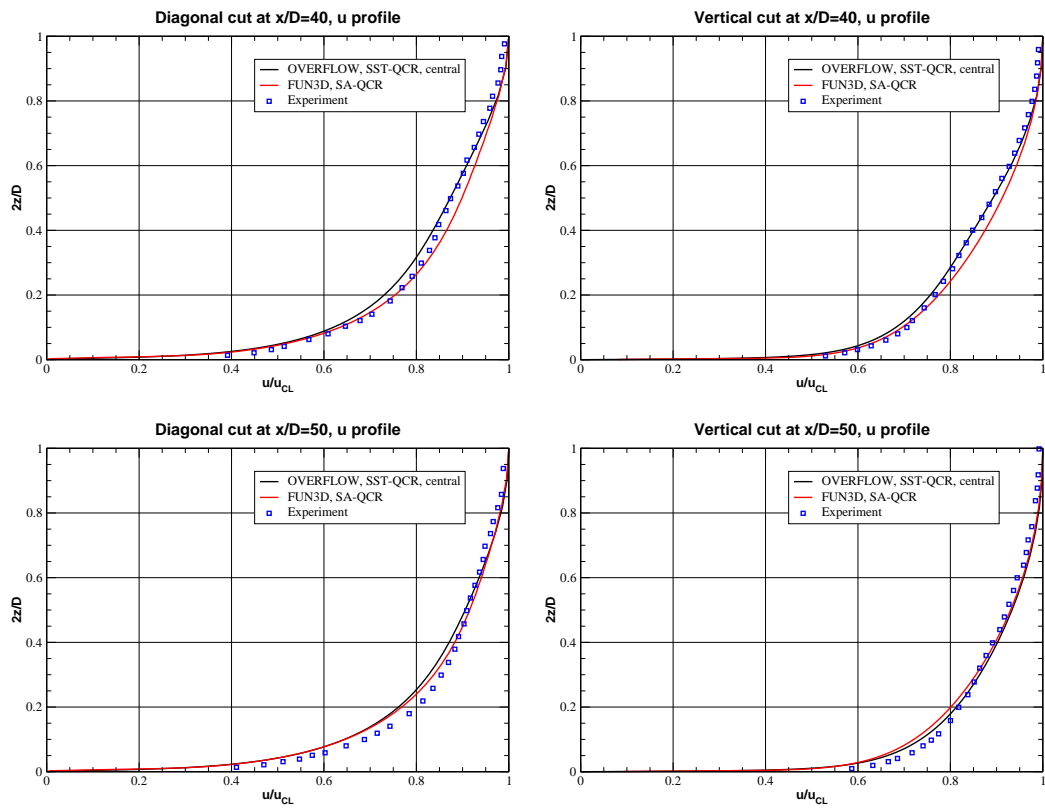 Diagonal cut at x/D=40, u profile
2z/D
1
0.8
0.6
0.4
0.2
0
OVERFLOW, SST-QCR, central
FUN3D, SA-QCR
Experiment
0 0.2 0.4 0.6 0.8 1
u/uCL
Vertical cut at x/D=40, u profile
2z/D
1
0.8
0.6
0.4
0.2
0
OVERFLOW, SST-QCR, central
FUN3D, SA-QCR
Experiment
0 0.2 0.4 0.6 0.8 1
u/uCL
Diagonal cut at x/D=50, u profile
2z/D
1
0.8
0.6
0.4
0.2
0
OVERFLOW, SST-QCR, central
FUN3D, SA-QCR
Experiment
0 0.2 0.4 0.6 0.8 1
u/uCL
Vertical cut at x/D=50, u profile
2z/D
1
0.8
0.6
0.4
0.2
0
OVERFLOW, SST-QCR, central
FUN3D, SA-QCR
Experiment
0 0.2 0.4 0.6 0.8 1
u/uCL